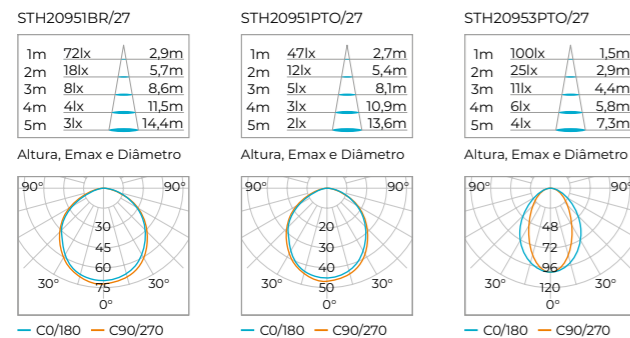 STH20951BR/27
1m 72lx 2,9m
2m 18lx 5,7m
3m 8lx 8,6m
4m 4lx 11,5m
5m 3lx 14,4m
Altura, Emax e Diâmetro
90° 90°
30
45
60
75
30° 30°
0°
C0/180 C90/270
STH20951PTO/27
1m 47lx 2,7m
2m 12lx 5,4m
3m 5lx 8,1m
4m 3lx 10,9m
5m 2lx 13,6m
Altura, Emax e Diâmetro
90° 90°
20
30
40
50
30° 30°
0°
C0/180 C90/270
STH20953PTO/27
1m 100lx 1,5m
2m 25lx 2,9m
3m 11lx 4,4m
4m 6lx 5,8m
5m 4lx 7,3m
Altura, Emax e Diâmetro
90° 90°
48
72
96
120
30° 30°
0°
C0/180 C90/270